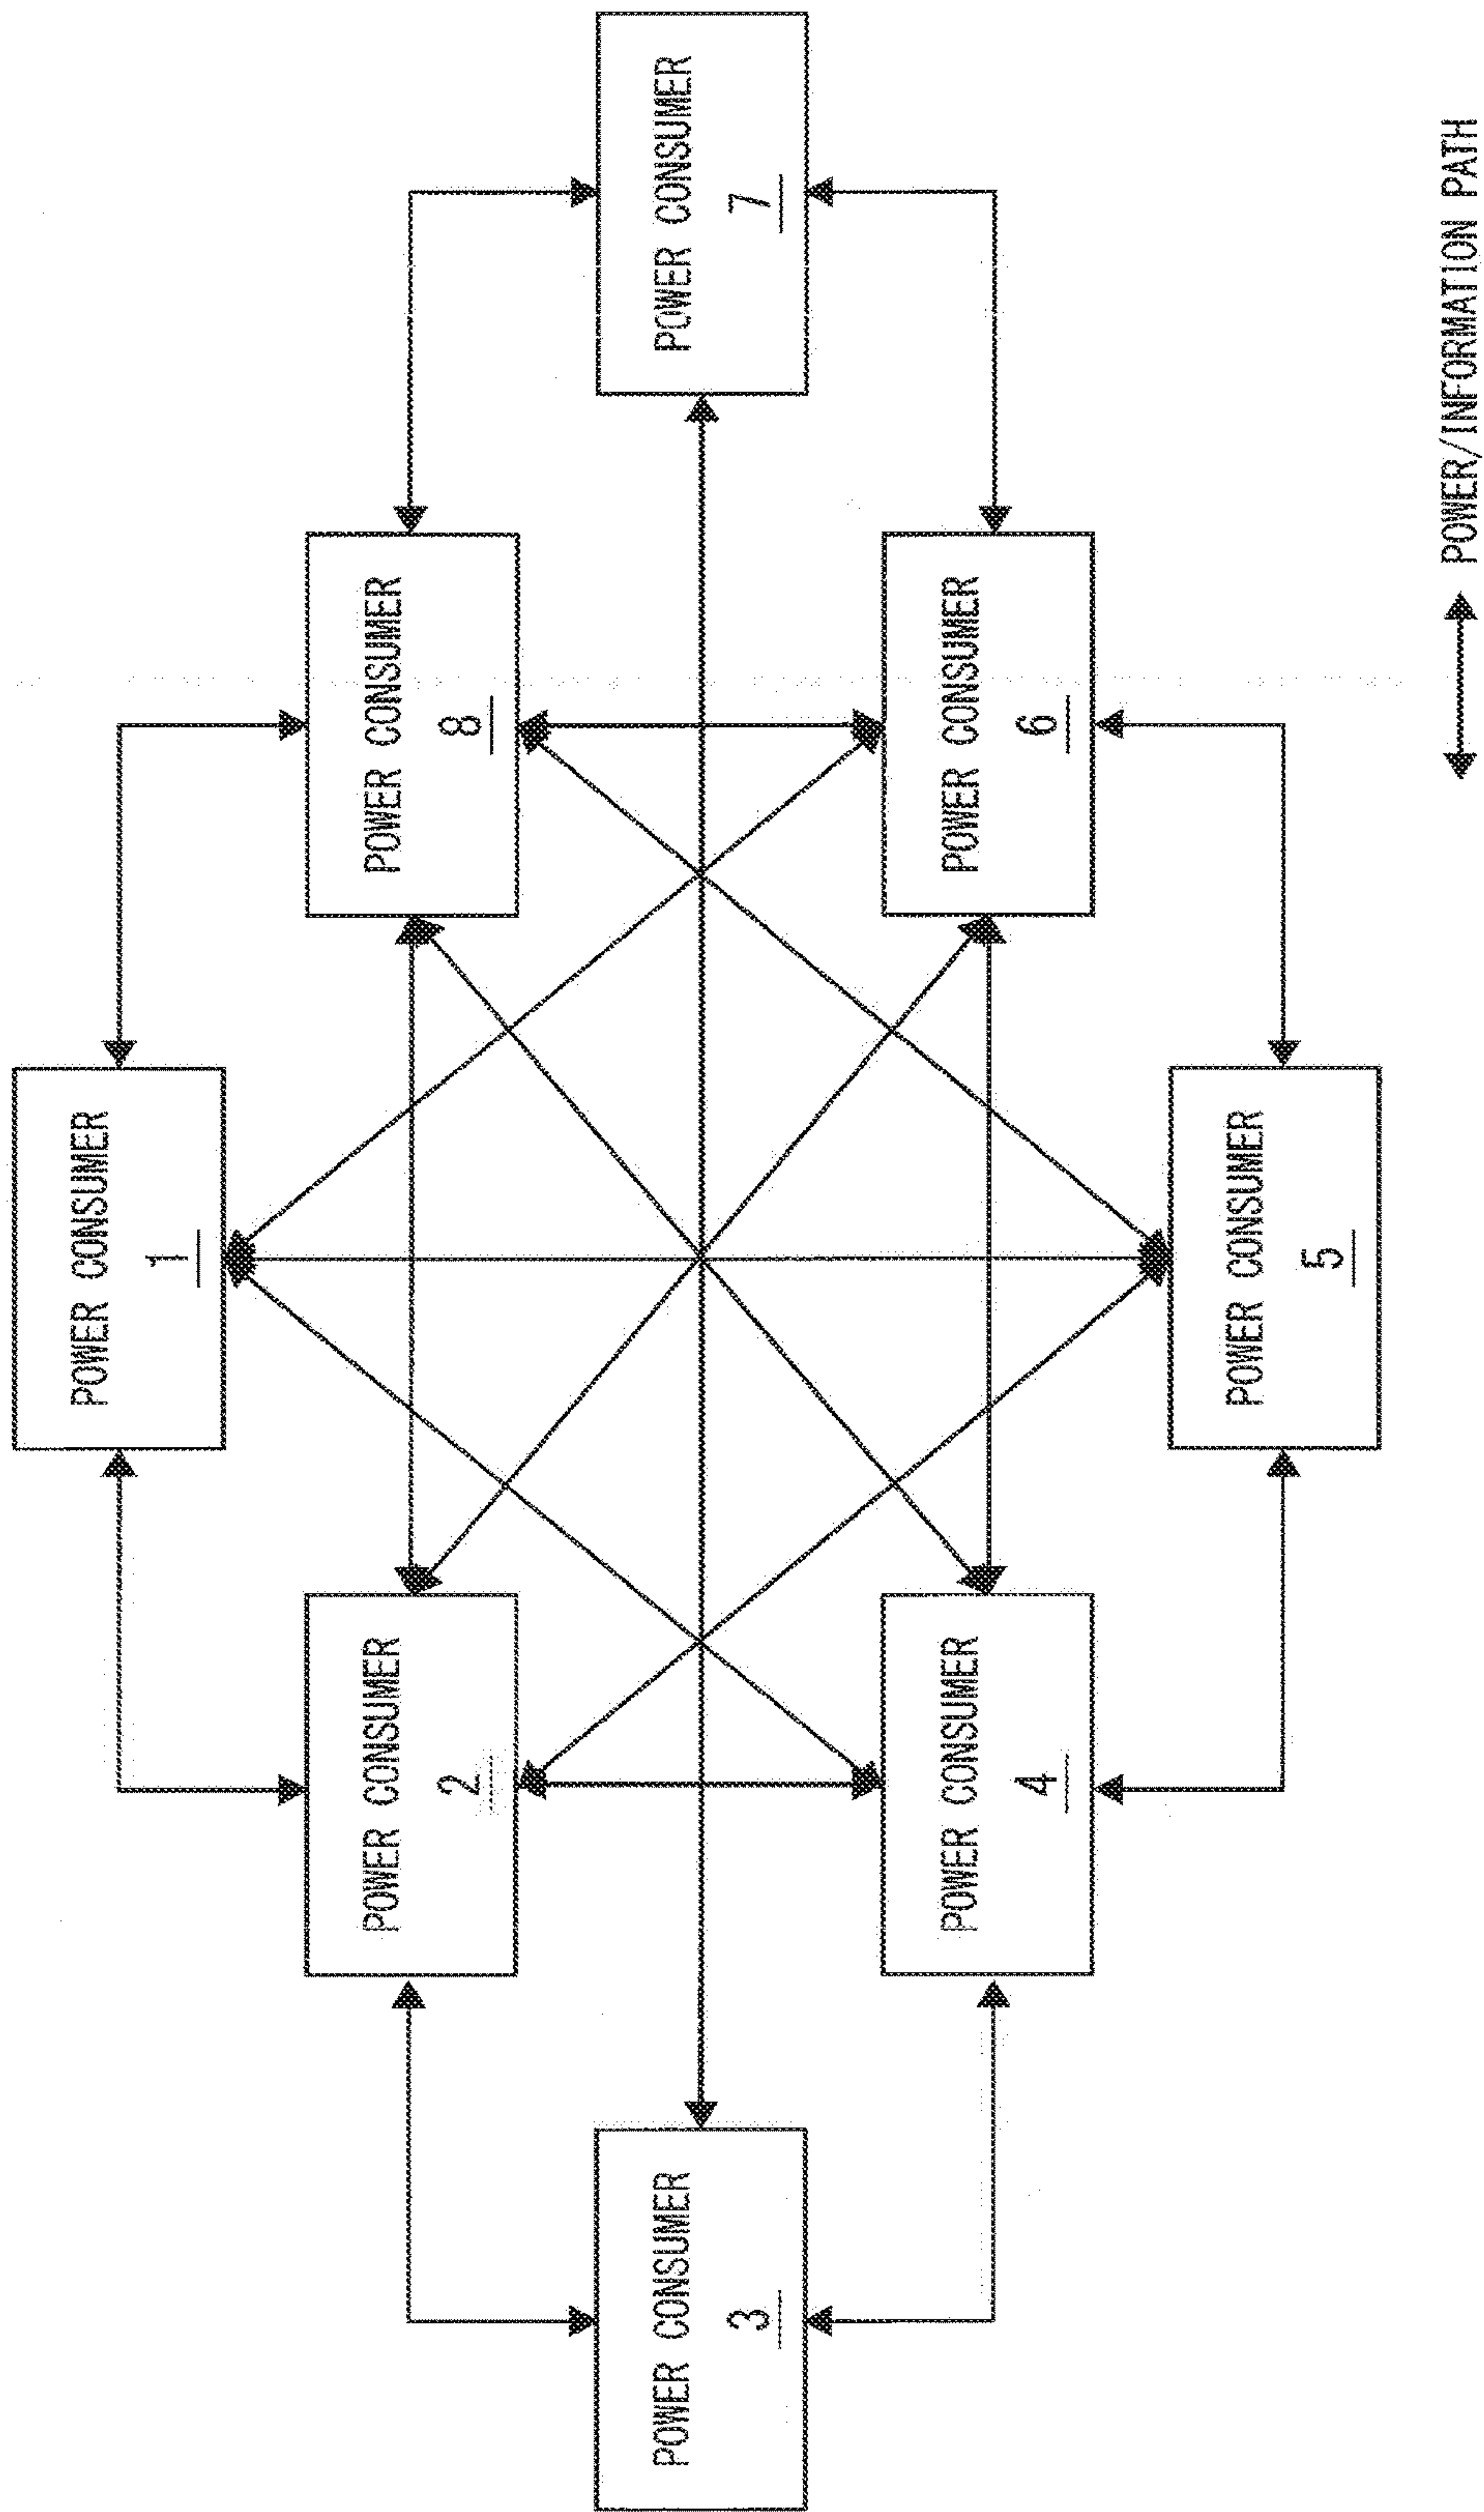 POWER CONSUMER
1
POWER CONSUMER
2
POWER CONSUMER
8
POWER CONSUMER
3
POWER CONSUMER
7
POWER CONSUMER
4
POWER CONSUMER
6
POWER CONSUMER
5
POWER/INFORMATION PATH